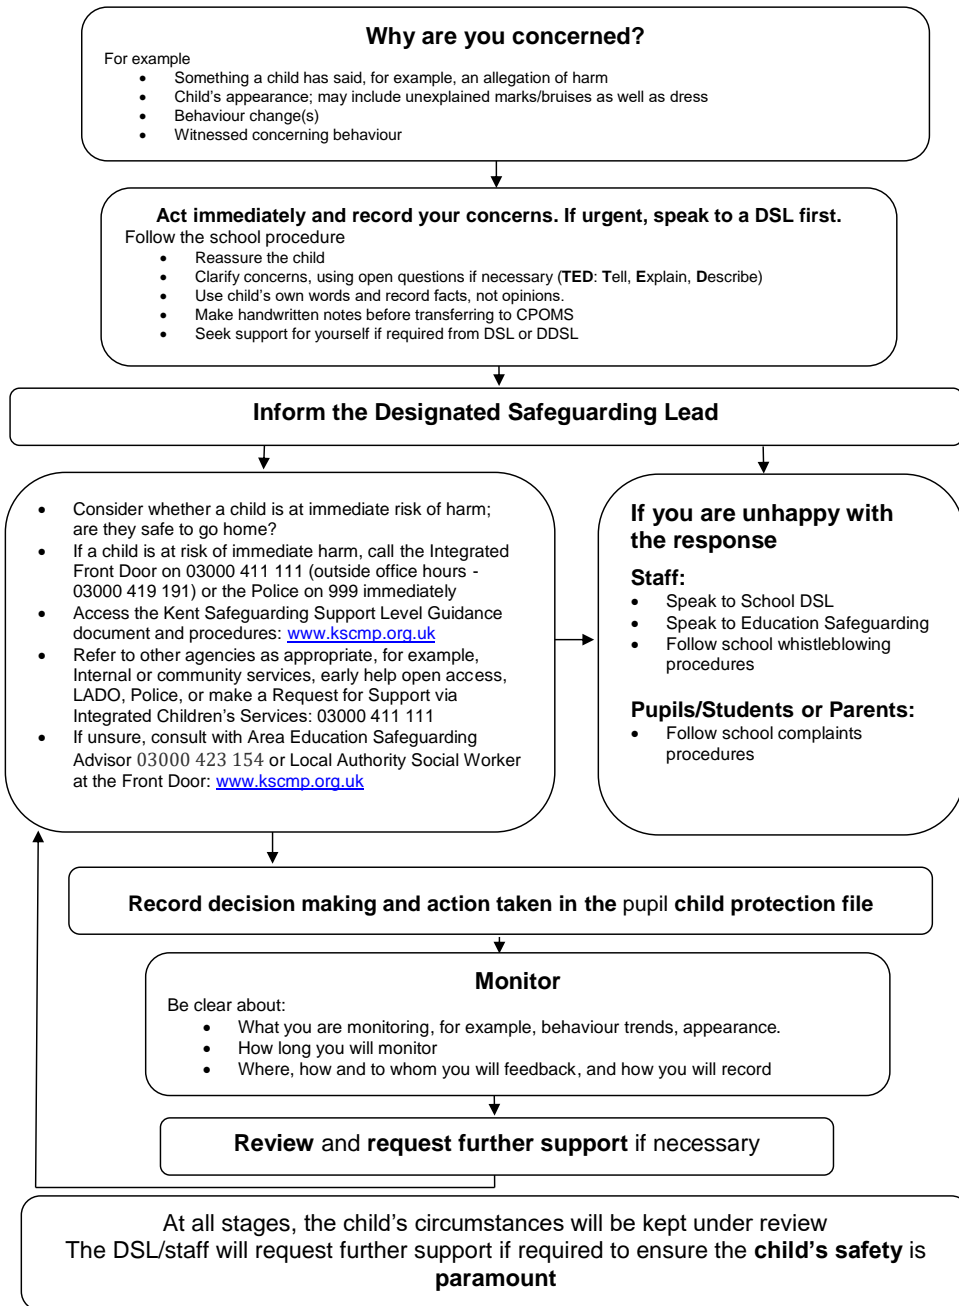 Why are you concerned?
For example
• Something a child has said, for example, an allegation of harm
• Child's appearance; may include unexplained marks/bruises as well as dress
• Behaviour change(s)
• Witnessed concerning behaviour
Act immediately and record your concerns. If urgent, speak to a DSL first.
Follow the school procedure
• Reassure the child
• Clarify concerns, using open questions if necessary (TED: Tell, Explain, Describe)
• Use child's own words and record facts, not opinions.
• Make handwritten notes before transferring to CPOMS
• Seek support for yourself if required from DSL or DDSL
Inform the Designated Safeguarding Lead
• Consider whether a child is at immediate risk of harm;
are they safe to go home?
• If a child is at risk of immediate harm, call the Integrated
Front Door on 03000 411 111 (outside office hours -
03000 419 191) or the Police on 999 immediately
• Access the Kent Safeguarding Support Level Guidance
document and procedures: www.kscmp.org.uk
• Refer to other agencies as appropriate, for example,
Internal or community services, early help open access,
LADO, Police, or make a Request for Support via
Integrated Children's Services: 03000 411 111
• If unsure, consult with Area Education Safeguarding
Advisor 03000 423 154 or Local Authority Social Worker
at the Front Door: www.kscmp.org.uk
If you are unhappy with
the response
Staff:
• Speak to School DSL
• Speak to Education Safeguarding
• Follow school whistleblowing
procedures
Pupils/Students or Parents:
• Follow school complaints
procedures
Record decision making and action taken in the pupil child protection file
Monitor
Be clear about:
• What you are monitoring, for example, behaviour trends, appearance.
• How long you will monitor
• Where, how and to whom you will feedback, and how you will record
Review and request further support if necessary
At all stages, the child's circumstances will be kept under review
The DSL/staff will request further support if required to ensure the child's safety is
paramount